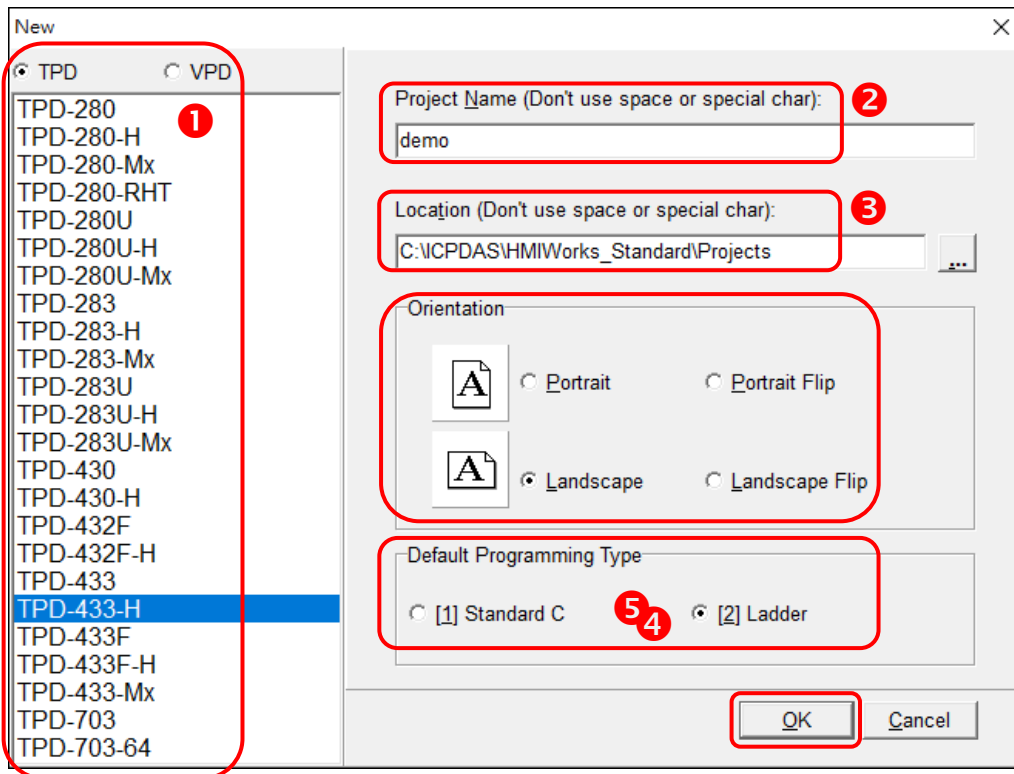 New
TPD VPD
TPD-280
TPD-280-H
TPD-280-Mx
TPD-280-RHT
TPD-280U
TPD-280U-H
TPD-280U-Mx
TPD-283
TPD-283-H
TPD-283-Mx
TPD-283U
TPD-283U-H
TPD-283U-Mx
TPD-430
TPD-430-H
TPD-432F
TPD-432F-H
TPD-433
TPD-433-H
TPD-433F
TPD-433F-H
TPD-433-Mx
TPD-703
TPD-703-64
1
Project Name (Don't use space or special char):
2
demo
Location (Don't use space or special char):
3
C:\ICPDAS\HMIWorks_Standard\Projects
...
Orientation
A Portrait Portrait Flip
A Landscape Landscape Flip
Default Programming Type
[1] Standard C 5 4 [2] Ladder
OK Cancel